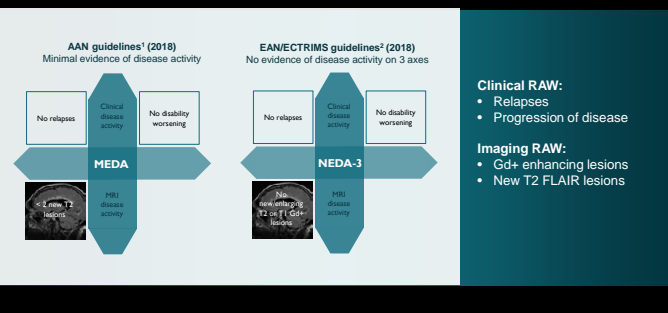 AAN guidelines¹ (2018)
Minimal evidence of disease activity
No relapses
Clinical
disease
activity
No disability
worsening
MEDA
< 2 new T2
lesions
MRI
disease
activity
EAN/ECTRIMS guidelines² (2018)
No evidence of disease activity on 3 axes
No relapses
Clinical
disease
activity
No disability
worsening
NEDA-3
No
new/enlarging
T2 or T1 Gd+
lesions
MRI
disease
activity
Clinical RAW:
• Relapses
• Progression of disease
Imaging RAW:
• Gd+ enhancing lesions
• New T2 FLAIR lesions